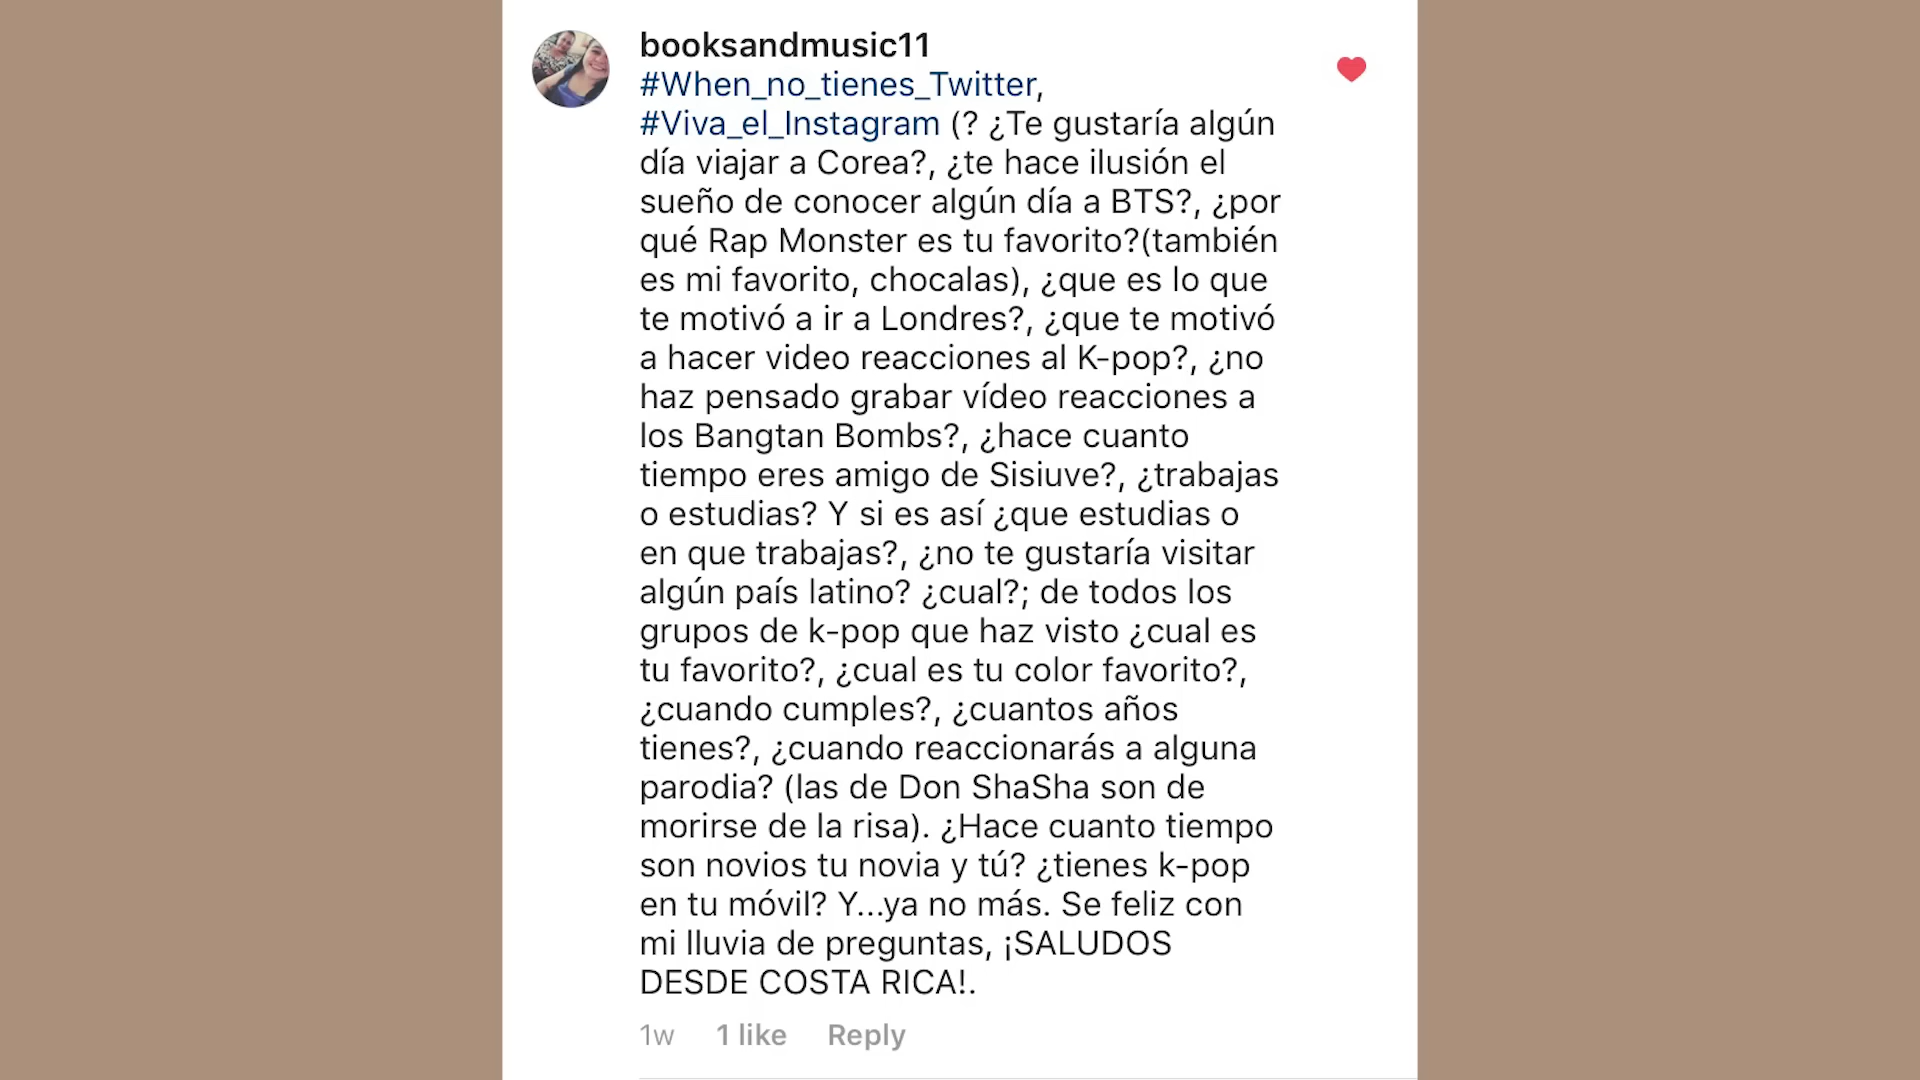 booksandmusic11
#When_no_tienes_Twitter,
#Viva_el_Instagram (? ¿Te gustaría algún
día viajar a Corea?, ¿te hace ilusión el
sueño de conocer algún día a BTS?, ¿por
qué Rap Monster es tu favorito?(también
es mi favorito, chocalas), ¿que es lo que
te motivó a ir a Londres?, ¿que te motivó
a hacer video reacciones al K-pop?, ¿no
haz pensado grabar vídeo reacciones a
los Bangtan Bombs?, ¿hace cuanto
tiempo eres amigo de Sisiuve?, ¿trabajas
o estudias? Y si es así ¿que estudias o
en que trabajas?, ¿no te gustaría visitar
algún país latino? ¿cual?; de todos los
grupos de k-pop que haz visto ¿cual es
tu favorito?, ¿cual es tu color favorito?,
¿cuando cumples?, ¿cuantos años
tienes?, ¿cuando reaccionarás a alguna
parodia? (las de Don ShaSha son de
morirse de la risa). ¿Hace cuanto tiempo
son novios tu novia y tú? ¿tienes k-pop
en tu móvil? Y...ya no más. Se feliz con
mi lluvia de preguntas, ¡SALUDOS
DESDE COSTA RICA!.
1w 1 like Reply